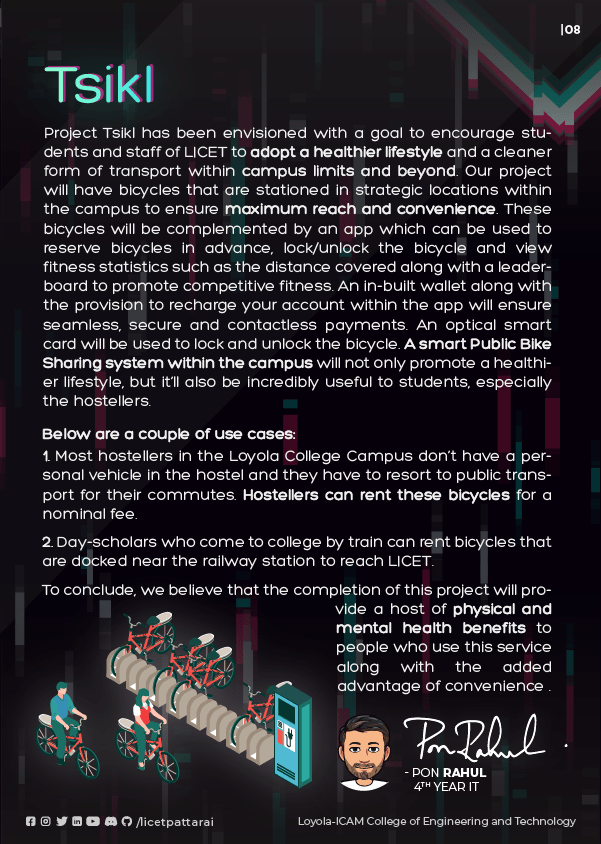 |08
Tsikl
Project Tsikl has been envisioned with a goal to encourage stu-
dents and staff of LICET to adopt a healthier lifestyle and a cleaner
form of transport within campus limits and beyond. Our project
will have bicycles that are stationed in strategic locations within
the campus to ensure maximum reach and convenience. These
bicycles will be complemented by an app which can be used to
reserve bicycles in advance, lock/unlock the bicycle and view
fitness statistics such as the distance covered along with a leader-
board to promote competitive fitness. An in-built wallet along with
the provision to recharge your account within the app will ensure
seamless, secure and contactless payments. An optical smart
card will be used to lock and unlock the bicycle. A smart Public Bike
Sharing system within the campus will not only promote a healthi-
er lifestyle, but it'll also be incredibly useful to students, especially
the hostellers.
Below are a couple of use cases:
1. Most hostellers in the Loyola College Campus don't have a per-
sonal vehicle in the hostel and they have to resort to public trans-
port for their commutes. Hostellers can rent these bicycles for a
nominal fee.
2. Day-scholars who come to college by train can rent bicycles that
are docked near the railway station to reach LICET.
To conclude, we believe that the completion of this project will pro-
vide a host of physical and
mental health benefits to
people who use this service
along with the added
advantage of convenience .
Pon Rahul .
- PON RAHUL
4TH YEAR IT
/licetpattarai
Loyola-ICAM College of Engineering and Technology